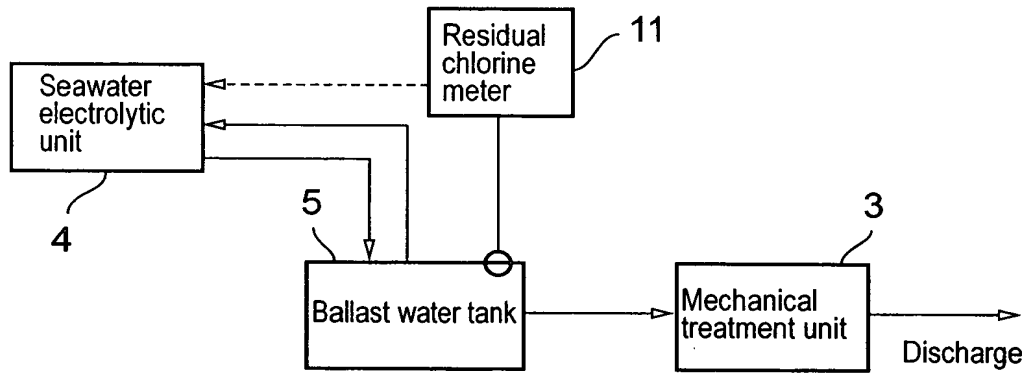 Residual
chlorine
meter
11
Seawater
electrolytic
unit
4
5
Ballast water tank
3
Mechanical
treatment unit
Discharge